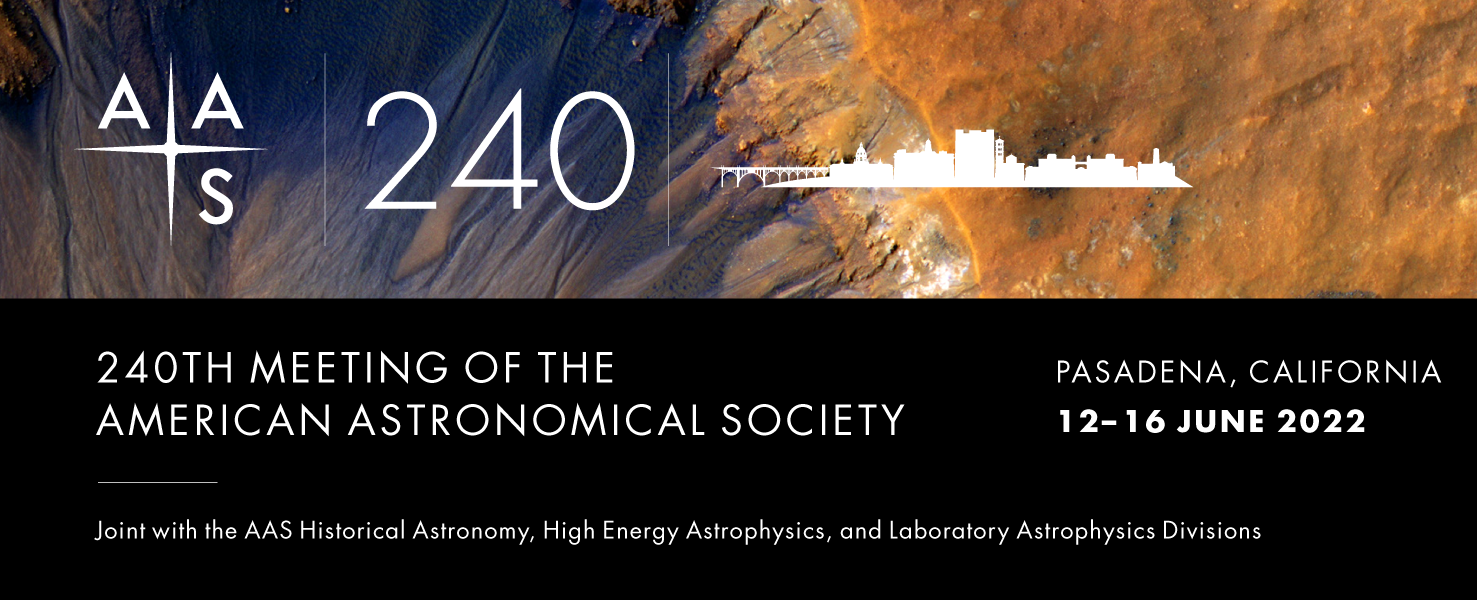 A A
S
240
240TH MEETING OF THE
AMERICAN ASTRONOMICAL SOCIETY
PASADENA, CALIFORNIA
12–16 JUNE 2022
Joint with the AAS Historical Astronomy, High Energy Astrophysics, and Laboratory Astrophysics Divisions